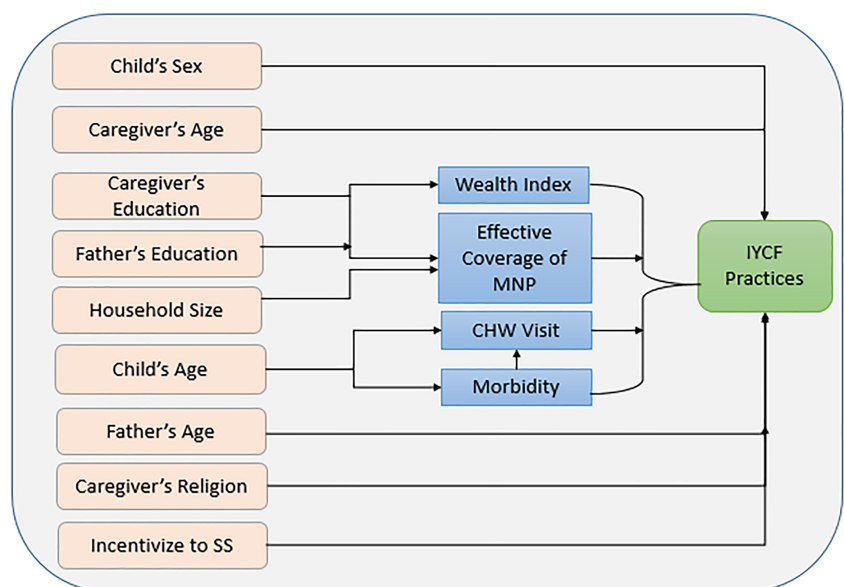 Child's Sex
Caregiver's Age
Caregiver's
Education
Father's Education
Household Size
Child's Age
Father's Age
Caregiver's Religion
Incentivize to SS
Wealth Index
Effective
Coverage of
MNP
CHW Visit
Morbidity
IYCF
Practices